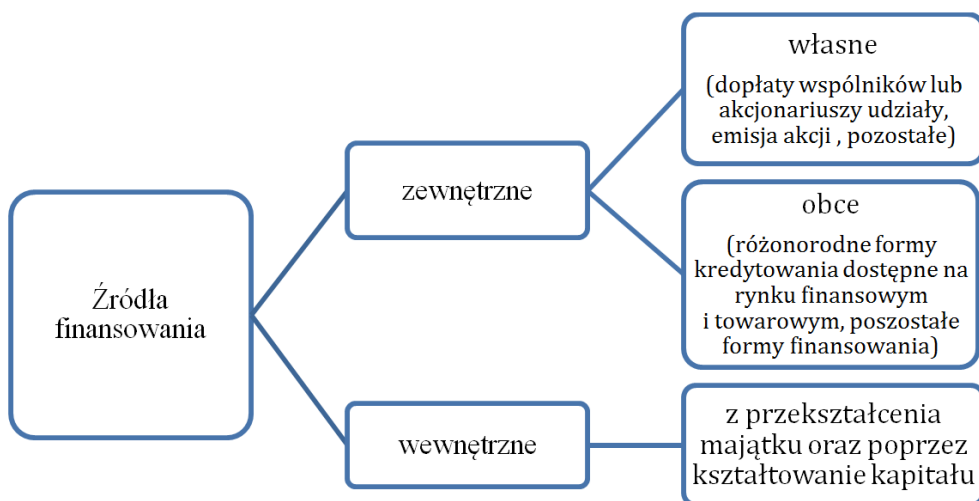 Źródła
finansowania
zewnętrzne
własne
(dopłaty wspólników lub
akcjonariuszy udziały,
emisja akcji , pozostałe)
obce
(różonorodne formy
kredytowania dostępne na
rynku finansowym
i towarowym, poszostałe
formy finansowania)
wewnętrzne
z przekształcenia
majątku oraz poprzez
kształtowanie kapitału